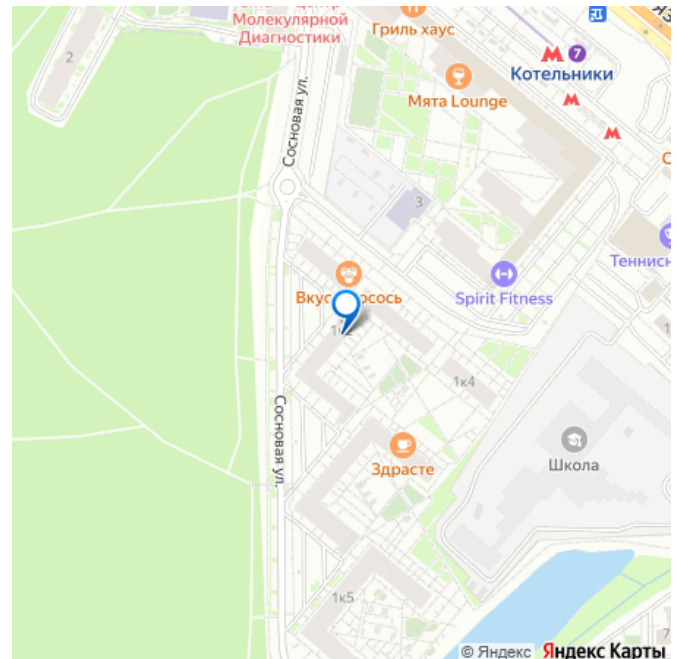 Молекулярной
Диагностики
Гриль хаус
2
7
Котельники
Мята Lounge
Сосновая ул.
3
Spirit Fitness
1к4
Здрасте
Сосновая ул.
Школа
1к5
© Яндекс Яндекс Карты